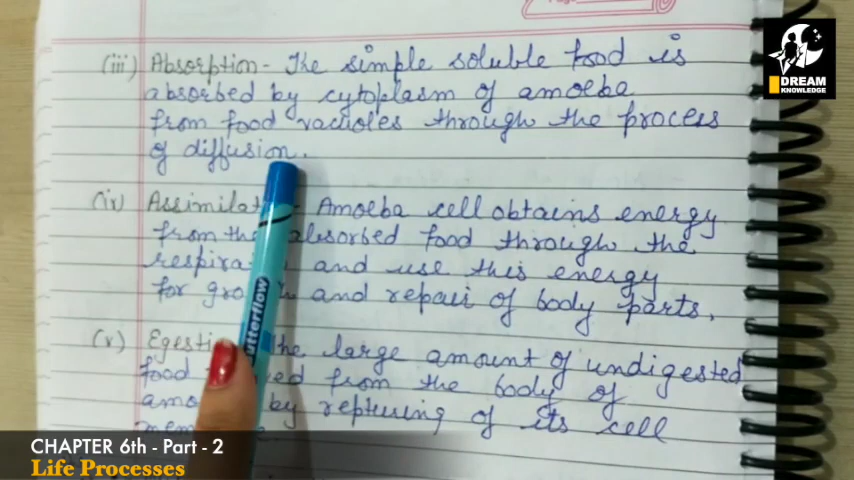 (iii) Absorption - The simple soluble food is
absorbed by cytoplasm of amoeba
from food vacuoles through the process
of diffusion.
(iv) Assimilat - Amoeba cell obtains energy
from the absorbed food through the
respira and use this energy
for gro and repair of body parts.
(v) Egesti The large amount of undigested
food ed from the body of
amo by repturing of its cell
DREAM
KNOWLEDGE
utterflow
CHAPTER 6th - Part - 2
Life Processes